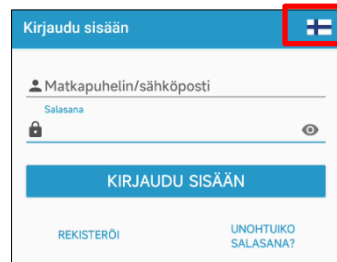 Kirjaudu sisään
Matkapuhelin/sähköposti
Salasana
KIRJAUDU SISÄÄN
REKISTERÖI
UNOHTUIKO
SALASANA?